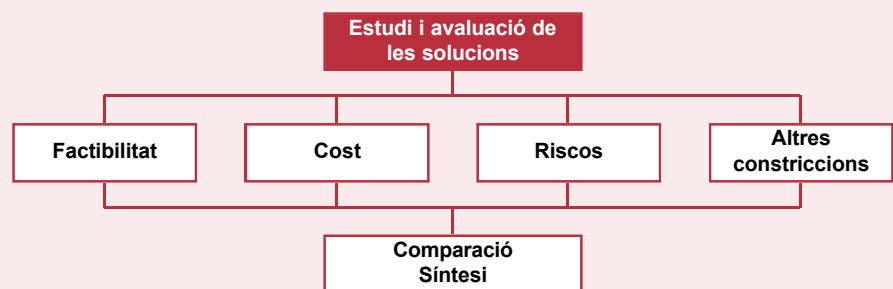 Estudi i avaluació de
les solucions
Factibilitat
Cost
Riscos
Altres
constriccions
Comparació
Síntesi